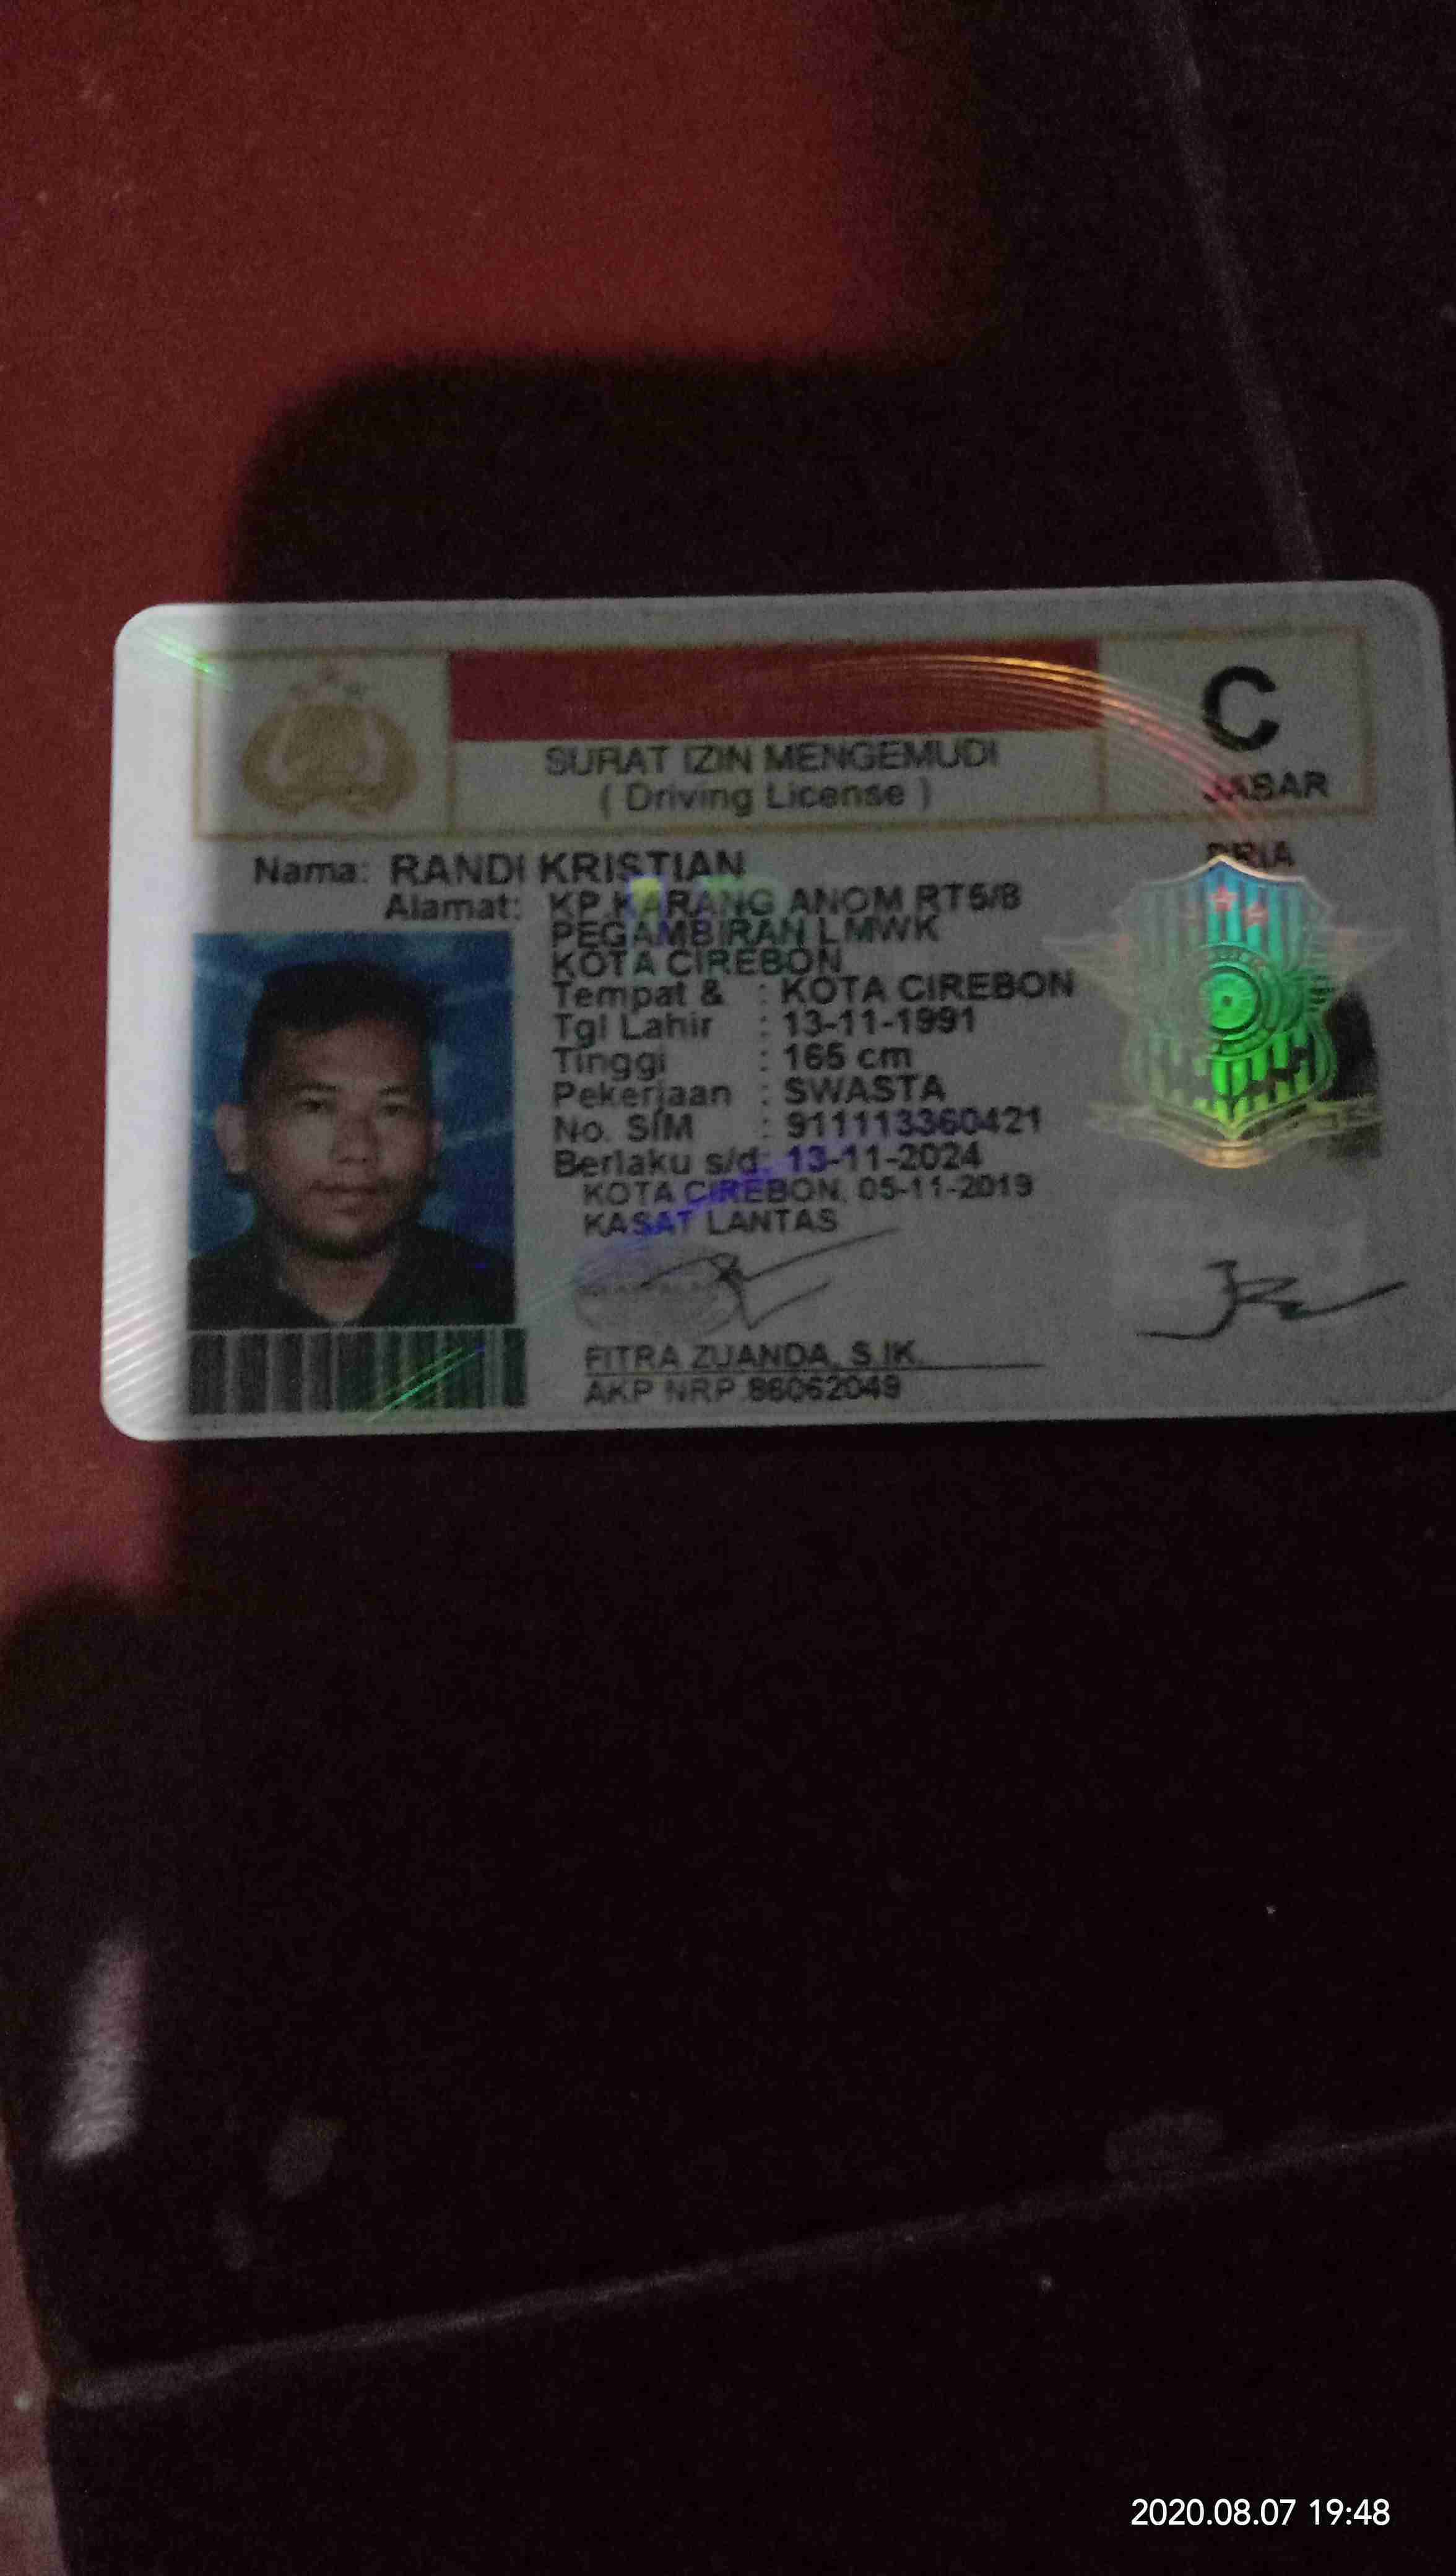 SURAT IZIN MENGEMUDI
( Driving License )
C
JABAR
PRIA
Nama: RANDI KRISTIAN
Alamat: KP.KARANG ANOM RT5/8
PEGAMBIRAN LMWK
KOTA CIREBON
Tempat & : KOTA CIREBON
Tgl Lahir : 13-11-1991
Tinggi : 165 cm
Pekerjaan : SWASTA
No. SIM : 911113360421
Berlaku s/d: 13-11-2024
KOTA CIREBON, 05-11-2019
KASAT LANTAS
FITRA ZUANDA, S.IK.
AKP NRP.86062049
2020.08.07 19:48